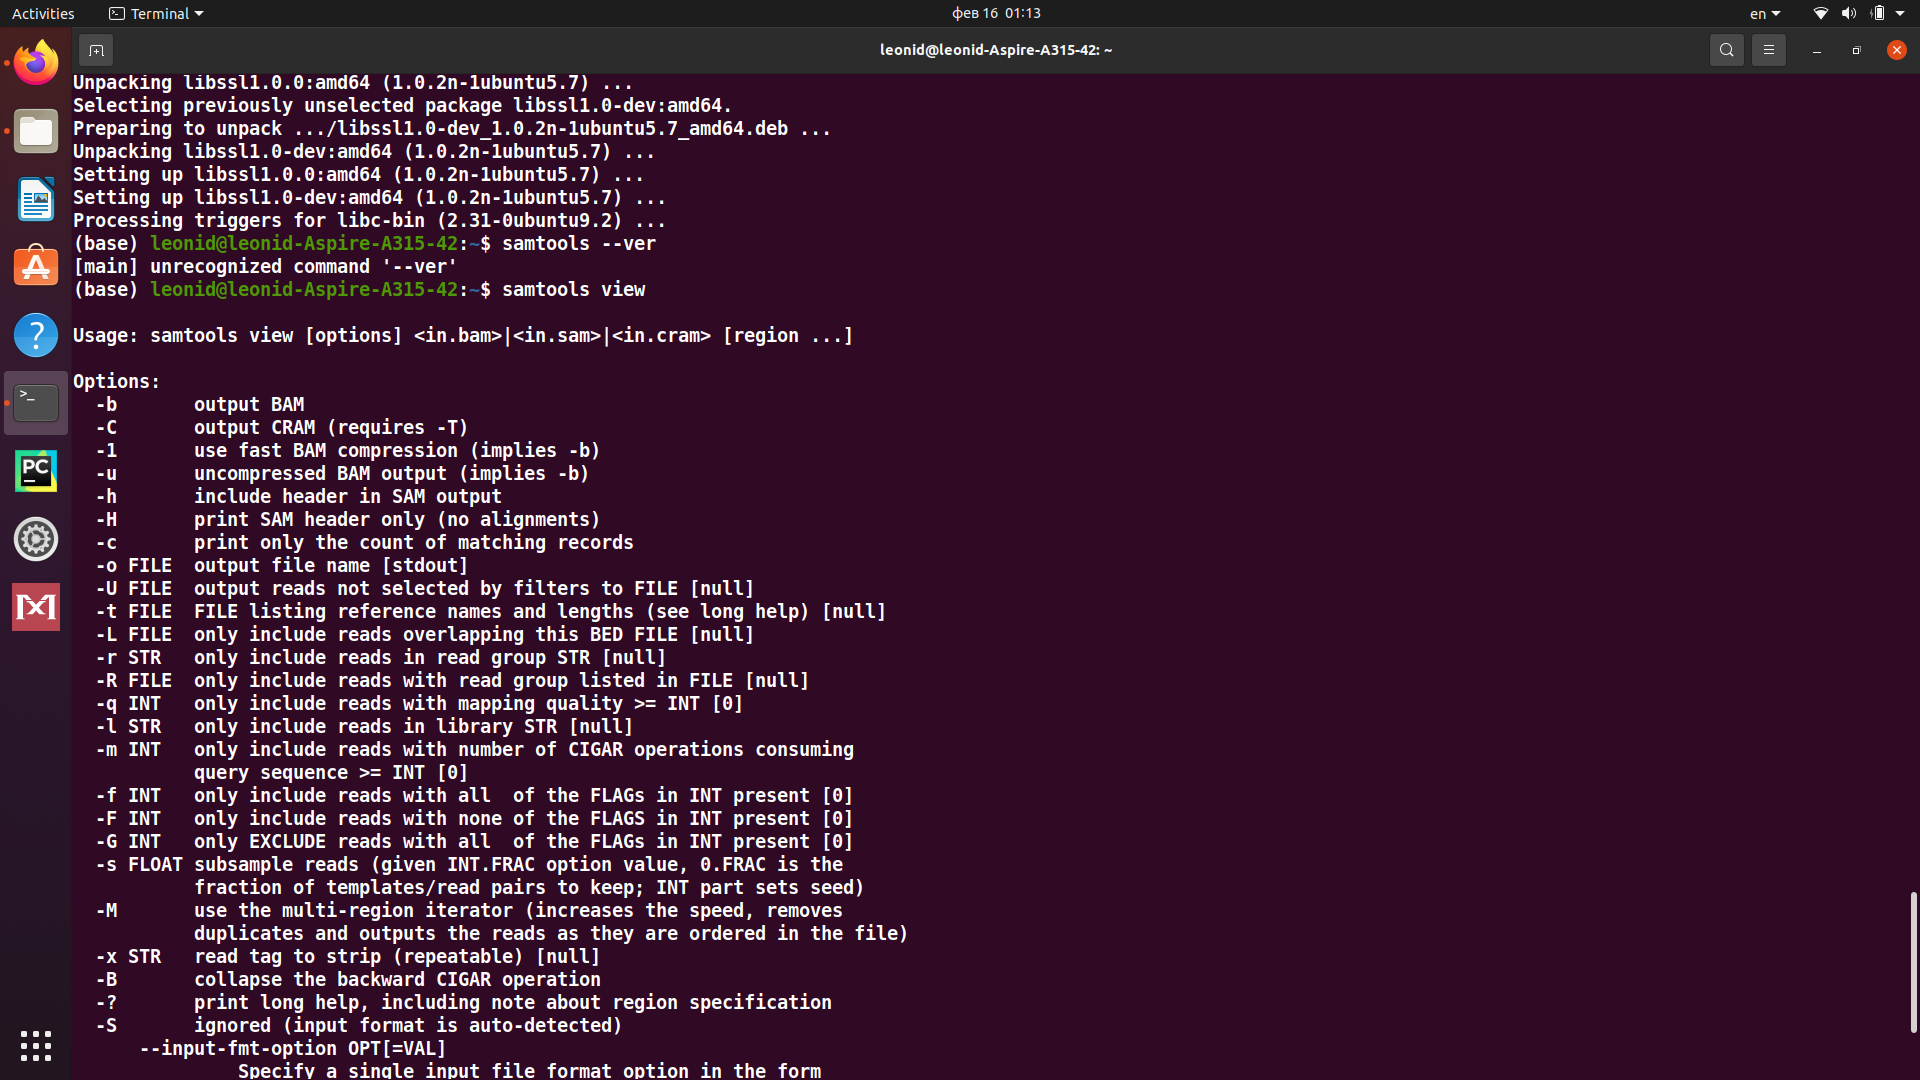 Activities
Terminal
фев 16 01:13
en
leonid@leonid-Aspire-A315-42: ~
Unpacking libssl1.0.0:amd64 (1.0.2n-1ubuntu5.7) ...
Selecting previously unselected package libssl1.0-dev:amd64.
Preparing to unpack .../libssl1.0-dev_1.0.2n-1ubuntu5.7_amd64.deb ...
Unpacking libssl1.0-dev:amd64 (1.0.2n-1ubuntu5.7) ...
Setting up libssl1.0.0:amd64 (1.0.2n-1ubuntu5.7) ...
Setting up libssl1.0-dev:amd64 (1.0.2n-1ubuntu5.7) ...
Processing triggers for libc-bin (2.31-0ubuntu9.2) ...
(base) leonid@leonid-Aspire-A315-42:~$ samtools --ver
[main] unrecognized command '--ver'
(base) leonid@leonid-Aspire-A315-42:~$ samtools view
Usage: samtools view [options] <in.bam>|<in.sam>|<in.cram> [region ...]
Options:
-b output BAM
-C output CRAM (requires -T)
-1 use fast BAM compression (implies -b)
-u uncompressed BAM output (implies -b)
-h include header in SAM output
-H print SAM header only (no alignments)
-c print only the count of matching records
-o FILE output file name [stdout]
-U FILE output reads not selected by filters to FILE [null]
-t FILE FILE listing reference names and lengths (see long help) [null]
-L FILE only include reads overlapping this BED FILE [null]
-r STR only include reads in read group STR [null]
-R FILE only include reads with read group listed in FILE [null]
-q INT only include reads with mapping quality >= INT [0]
-l STR only include reads in library STR [null]
-m INT only include reads with number of CIGAR operations consuming
query sequence >= INT [0]
-f INT only include reads with all  of the FLAGs in INT present [0]
-F INT only include reads with none of the FLAGS in INT present [0]
-G INT only EXCLUDE reads with all  of the FLAGs in INT present [0]
-s FLOAT subsample reads (given INT.FRAC option value, 0.FRAC is the
fraction of templates/read pairs to keep; INT part sets seed)
-M use the multi-region iterator (increases the speed, removes
duplicates and outputs the reads as they are ordered in the file)
-x STR read tag to strip (repeatable) [null]
-B collapse the backward CIGAR operation
-? print long help, including note about region specification
-S ignored (input format is auto-detected)
--input-fmt-option OPT[=VAL]
Specify a single input file format option in the form
>_
PC